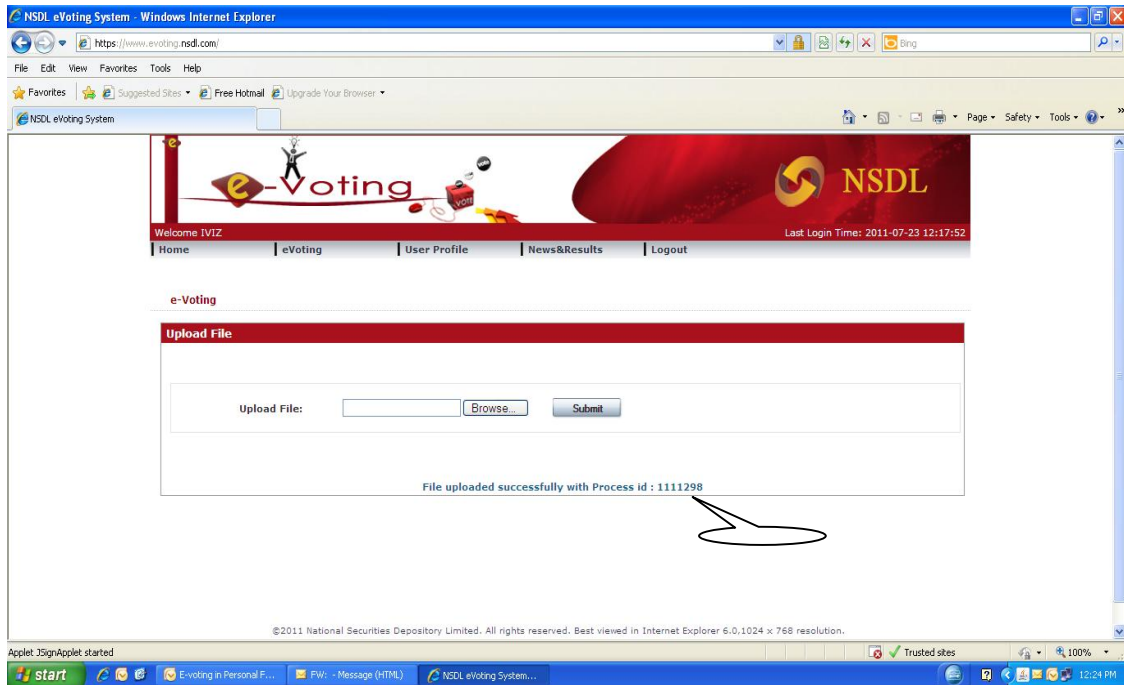 NSDL eVoting System - Windows Internet Explorer
https://www.evoting.nsdl.com/
Bing
File Edit View Favorites Tools Help
Favorites Suggested Sites Free Hotmail Upgrade Your Browser
NSDL eVoting System
Page Safety Tools
e-Voting
VOTE
NSDL
Welcome IVIZ
Last Login Time: 2011-07-23 12:17:52
Home eVoting User Profile News&Results Logout
e-Voting
Upload File
Upload File: Browse... Submit
File uploaded successfully with Process id : 1111298
©2011 National Securities Depository Limited. All rights reserved. Best viewed in Internet Explorer 6.0,1024 x 768 resolution.
Applet JSignApplet started
Trusted sites
100%
start
E-voting in Personal F...
FW: - Message (HTML)
NSDL eVoting System...
12:24 PM